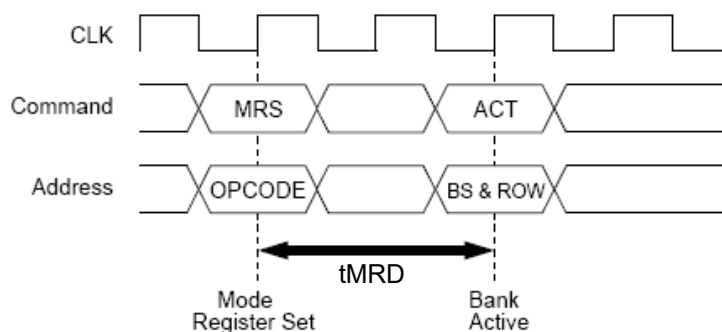 CLK
Command
MRS
ACT
Address
OPCODE
BS & ROW
tMRD
Mode
Register Set
Bank
Active